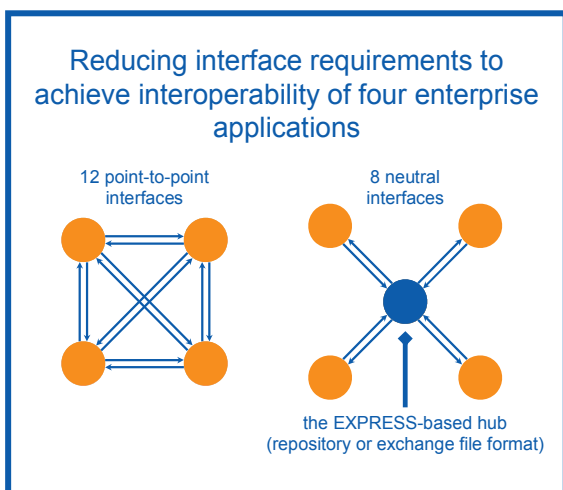 Reducing interface requirements to
achieve interoperability of four enterprise
applications
12 point-to-point
interfaces
8 neutral
interfaces
the EXPRESS-based hub
(repository or exchange file format)